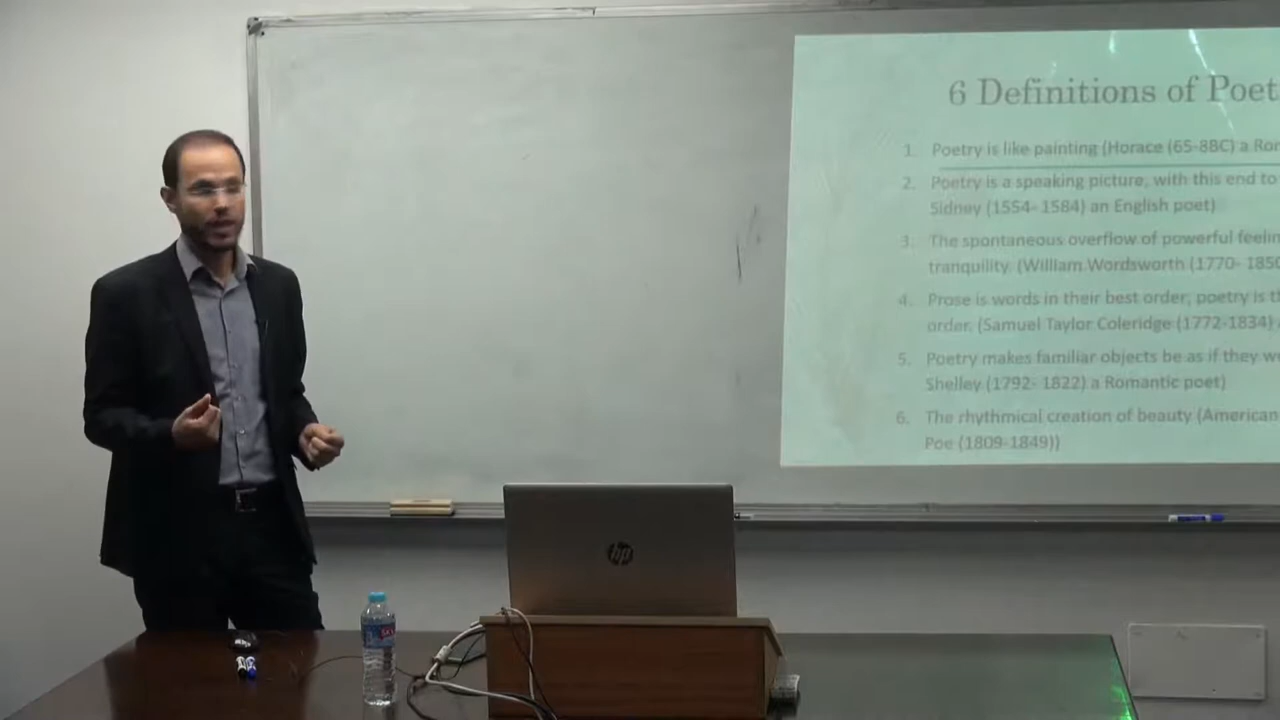 6 Definitions of Poet
1. Poetry is like painting (Horace (65-8BC) a Ro
2. Poetry is a speaking picture, with this end to
Sidney (1554- 1584) an English poet)
3. The spontaneous overflow of powerful feelin
tranquility. (William Wordsworth (1770- 1850
4. Prose is words in their best order; poetry is t
order. (Samuel Taylor Coleridge (1772-1834)
5. Poetry makes familiar objects be as if they we
Shelley (1792- 1822) a Romantic poet)
6. The rhythmical creation of beauty (American
Poe (1809-1849))
hp